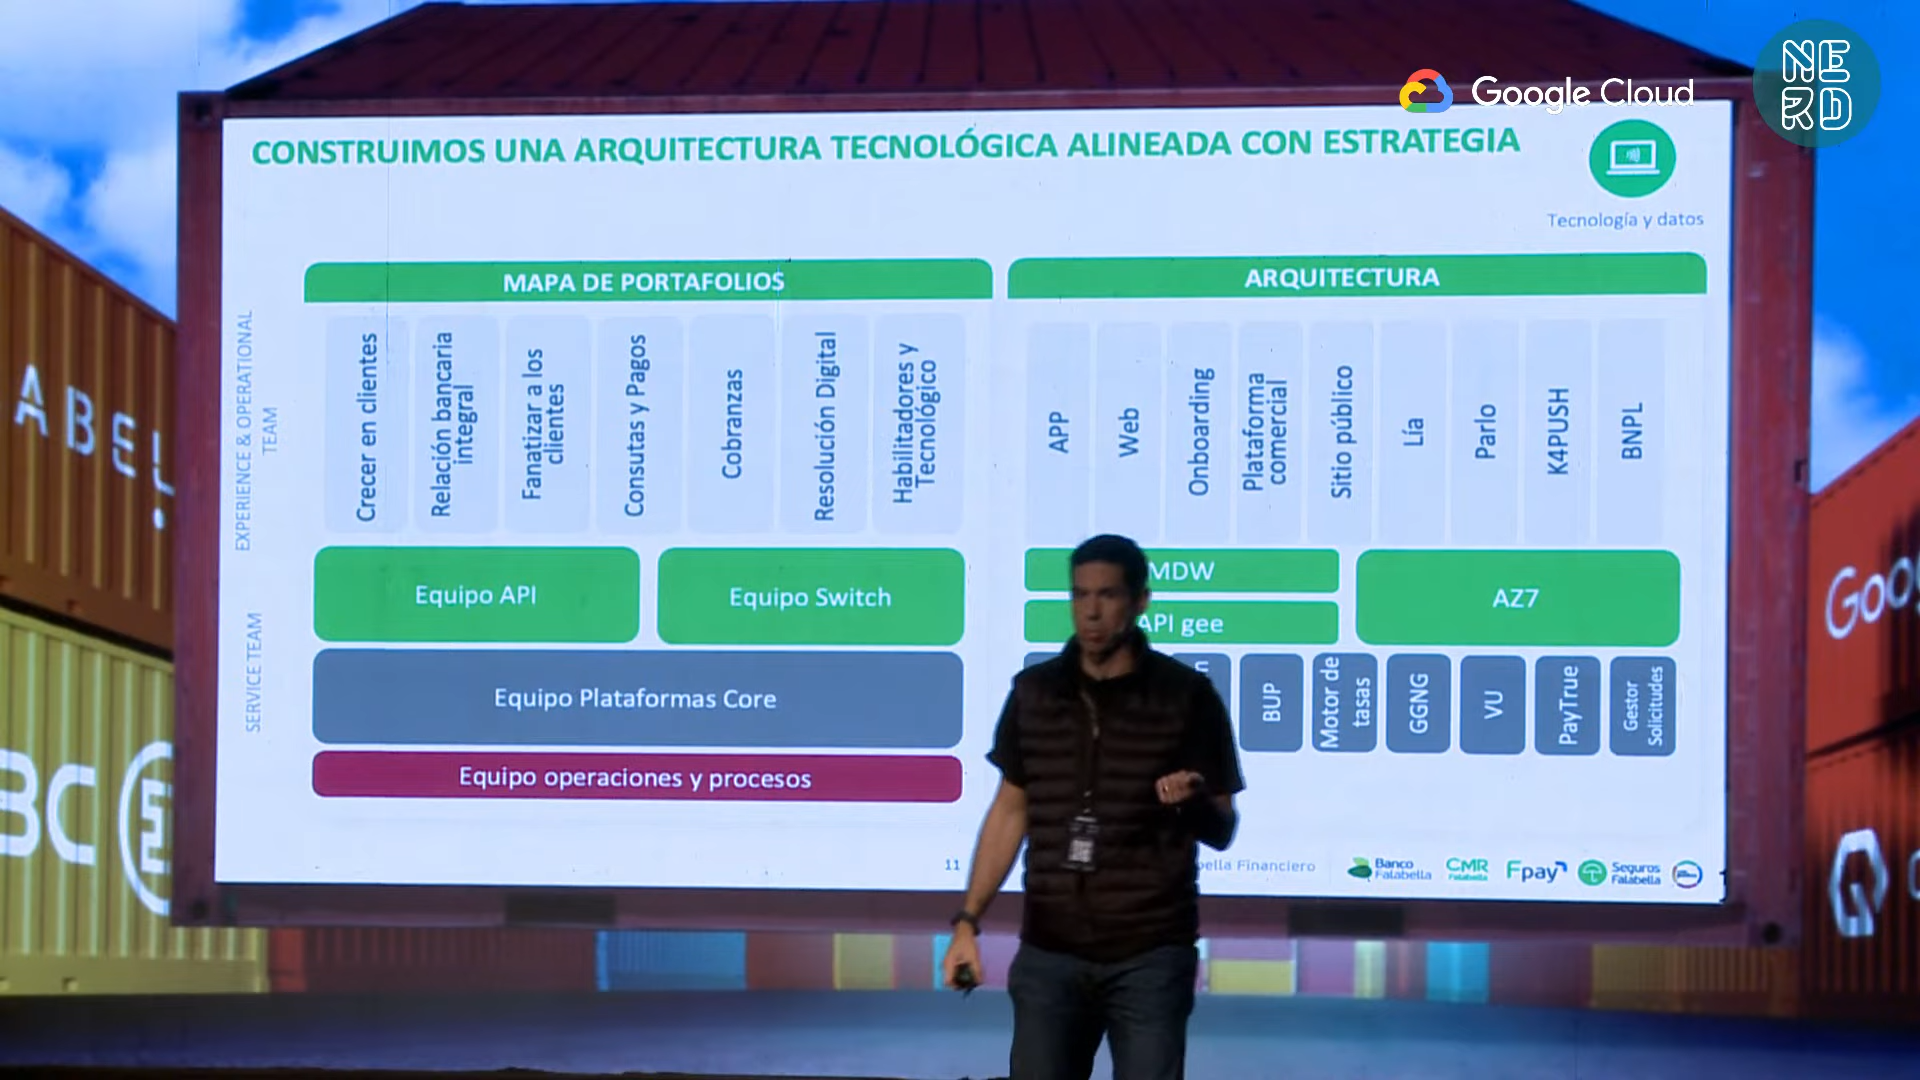 Google Cloud
NERD
CONSTRUIMOS UNA ARQUITECTURA TECNOLÓGICA ALINEADA CON ESTRATEGIA
Tecnología y datos
MAPA DE PORTAFOLIOS
ARQUITECTURA
EXPERIENCE & OPERATIONAL
TEAM
Crecer en clientes
Relación bancaria
integral
Fanatizar a los
clientes
Consutas y Pagos
Cobranzas
Resolución Digital
Habilitadores y
Tecnológico
APP
Web
Onboarding
Plataforma
comercial
Sitio público
Lía
Parlo
K4PUSH
BNPL
SERVICE TEAM
Equipo API
Equipo Switch
MDW
API gee
AZ7
Equipo Plataformas Core
BUP
Motor de
tasas
GGNG
VU
PayTrue
Gestor
Solicitudes
Equipo operaciones y procesos
11
Financiero
Banco
Falabella
CMR
Falabella
Fpay
Seguros
Falabella